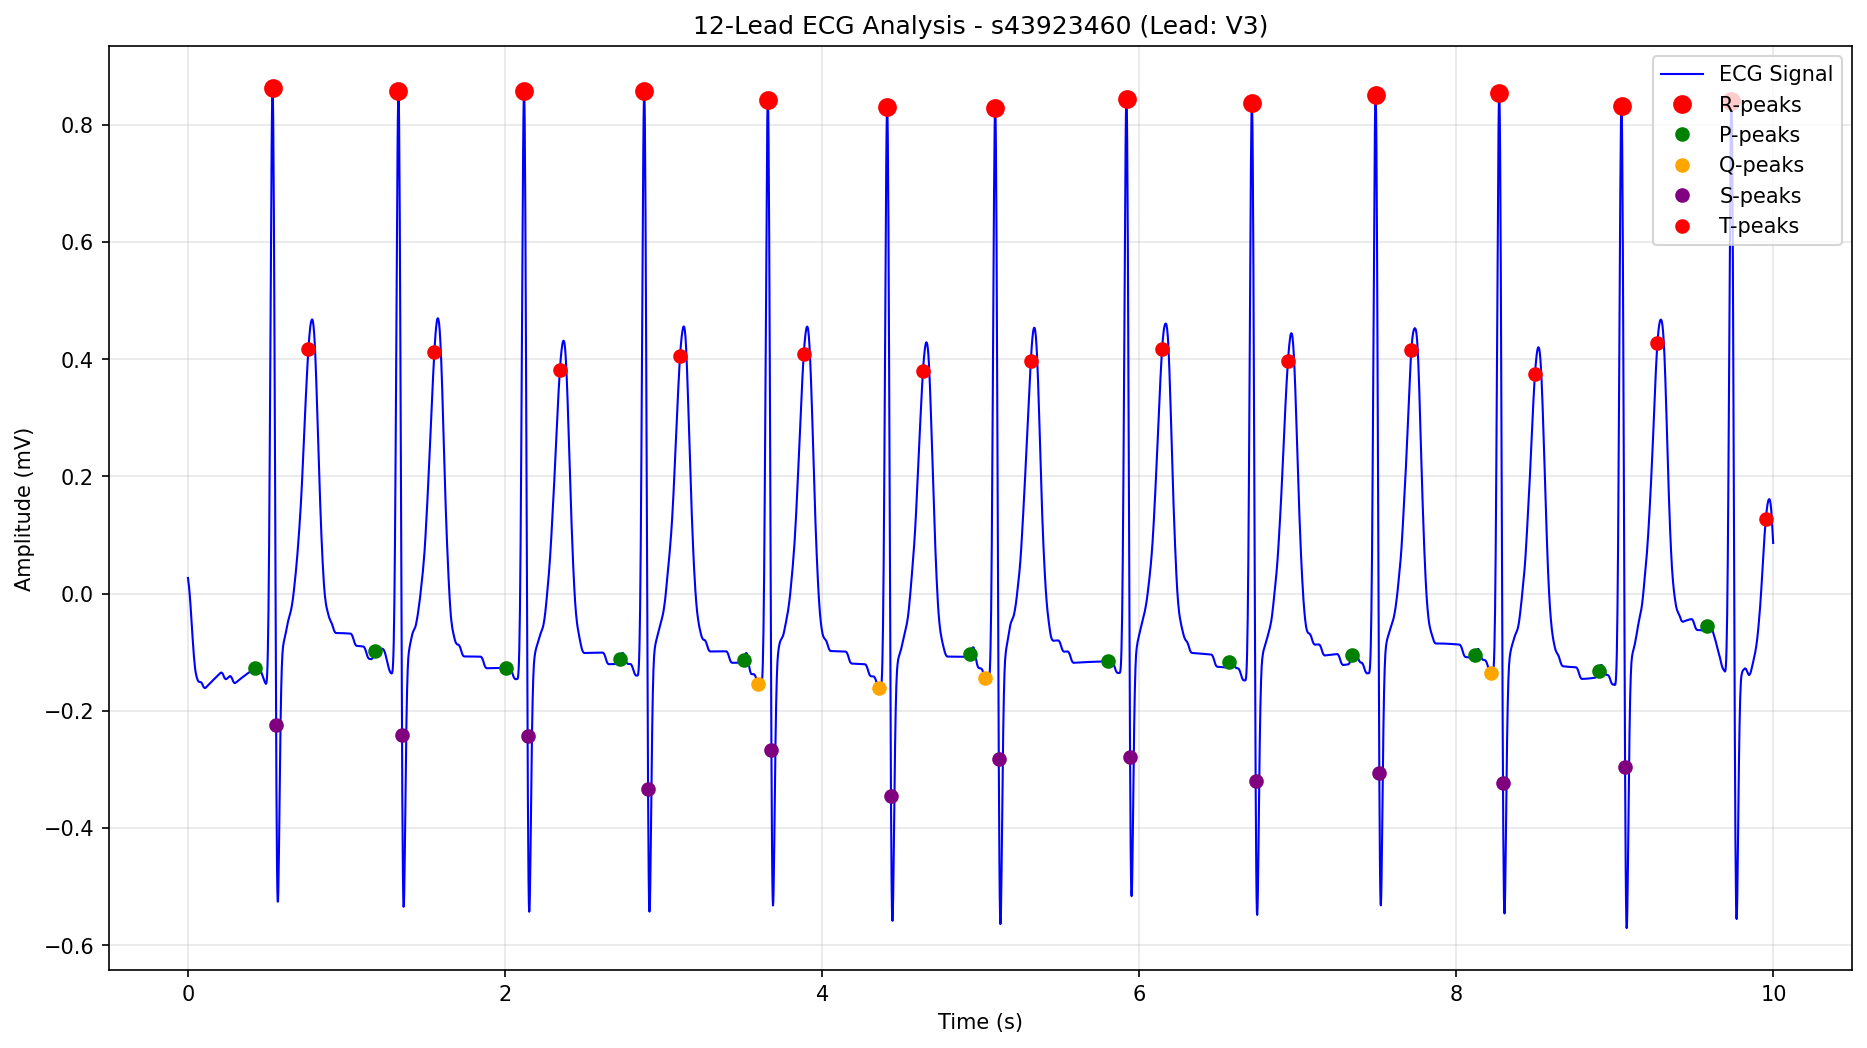 12-Lead ECG Analysis - s43923460 (Lead: V3)
ECG Signal
R-peaks
P-peaks
Q-peaks
S-peaks
T-peaks
Amplitude (mV)
0.8
0.6
0.4
0.2
0.0
−0.2
−0.4
−0.6
0
2
4
6
8
10
Time (s)